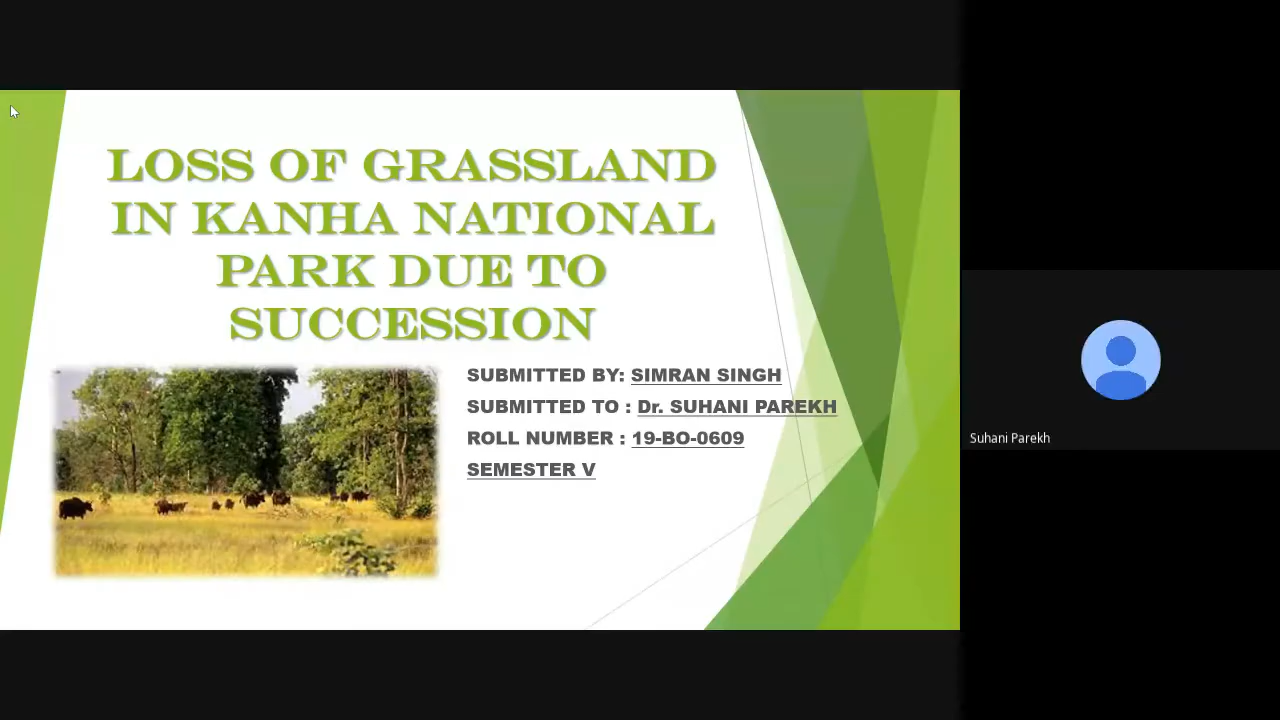 LOSS OF GRASSLAND
IN KANHA NATIONAL
PARK DUE TO
SUCCESSION
SUBMITTED BY: SIMRAN SINGH
SUBMITTED TO : Dr. SUHANI PAREKH
ROLL NUMBER : 19-BO-0609
SEMESTER V
Suhani Parekh